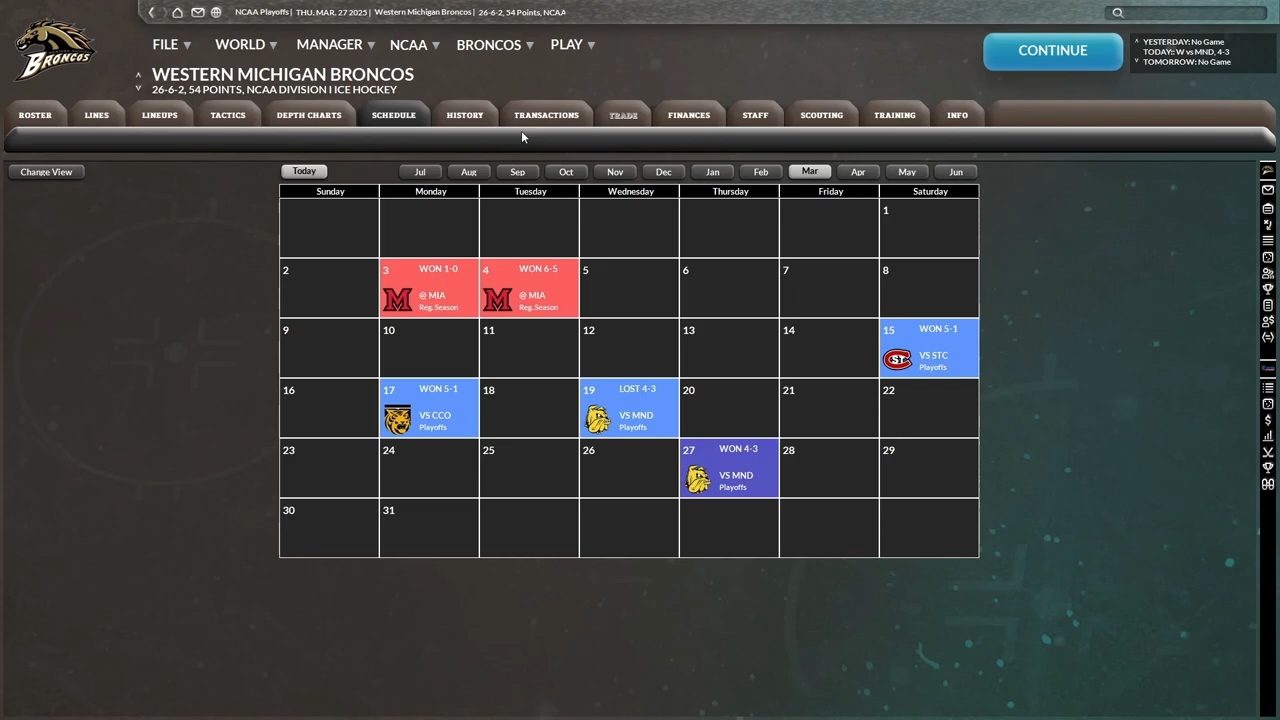 NCAA Playoffs | THU. MAR. 27 2025 | Western Michigan Broncos | 26-6-2, 54 Points, NCAA
FILE WORLD MANAGER NCAA BRONCOS PLAY
CONTINUE
YESTERDAY: No Game
TODAY:: W vs MND, 4-3
TOMORROW: No Game
BRONCOS
WESTERN MICHIGAN BRONCOS
26-6-2, 54 POINTS, NCAA DIVISION I ICE HOCKEY
ROSTER LINES LINEUPS TACTICS DEPTH CHARTS SCHEDULE HISTORY TRANSACTIONS TRADE FINANCES STAFF SCOUTING TRAINING INFO
Change View
Today Jul Aug Sep Oct Nov Dec Jan Feb Mar Apr May Jun
Sunday Monday Tuesday Wednesday Thursday Friday Saturday
1
2
3 WON 1-0
M @ MIA
Reg. Season
4 WON 6-5
M @ MIA
Reg. Season
5
6
7
8
9
10
11
12
13
14
15 WON 5-1
ST C VS STC
Playoffs
16
17 WON 5-1
VS CCO
Playoffs
18
19 LOST 4-3
VS MND
Playoffs
20
21
22
23
24
25
26
27 WON 4-3
VS MND
Playoffs
28
29
30
31